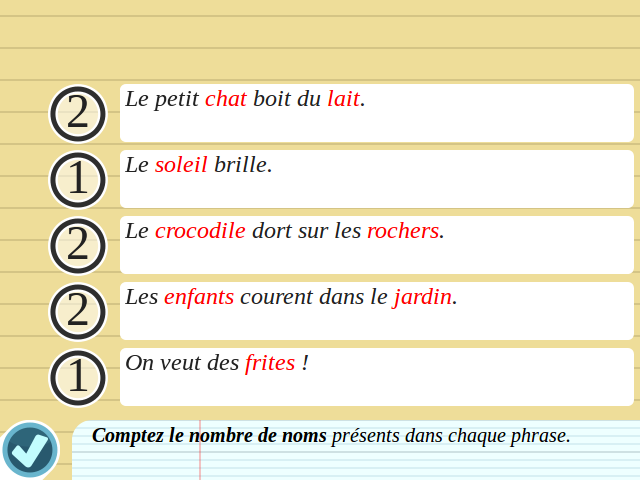 2 Le petit chat boit du lait.
1 Le soleil brille.
2 Le crocodile dort sur les rochers.
2 Les enfants courent dans le jardin.
1 On veut des frites !
Comptez le nombre de noms présents dans chaque phrase.